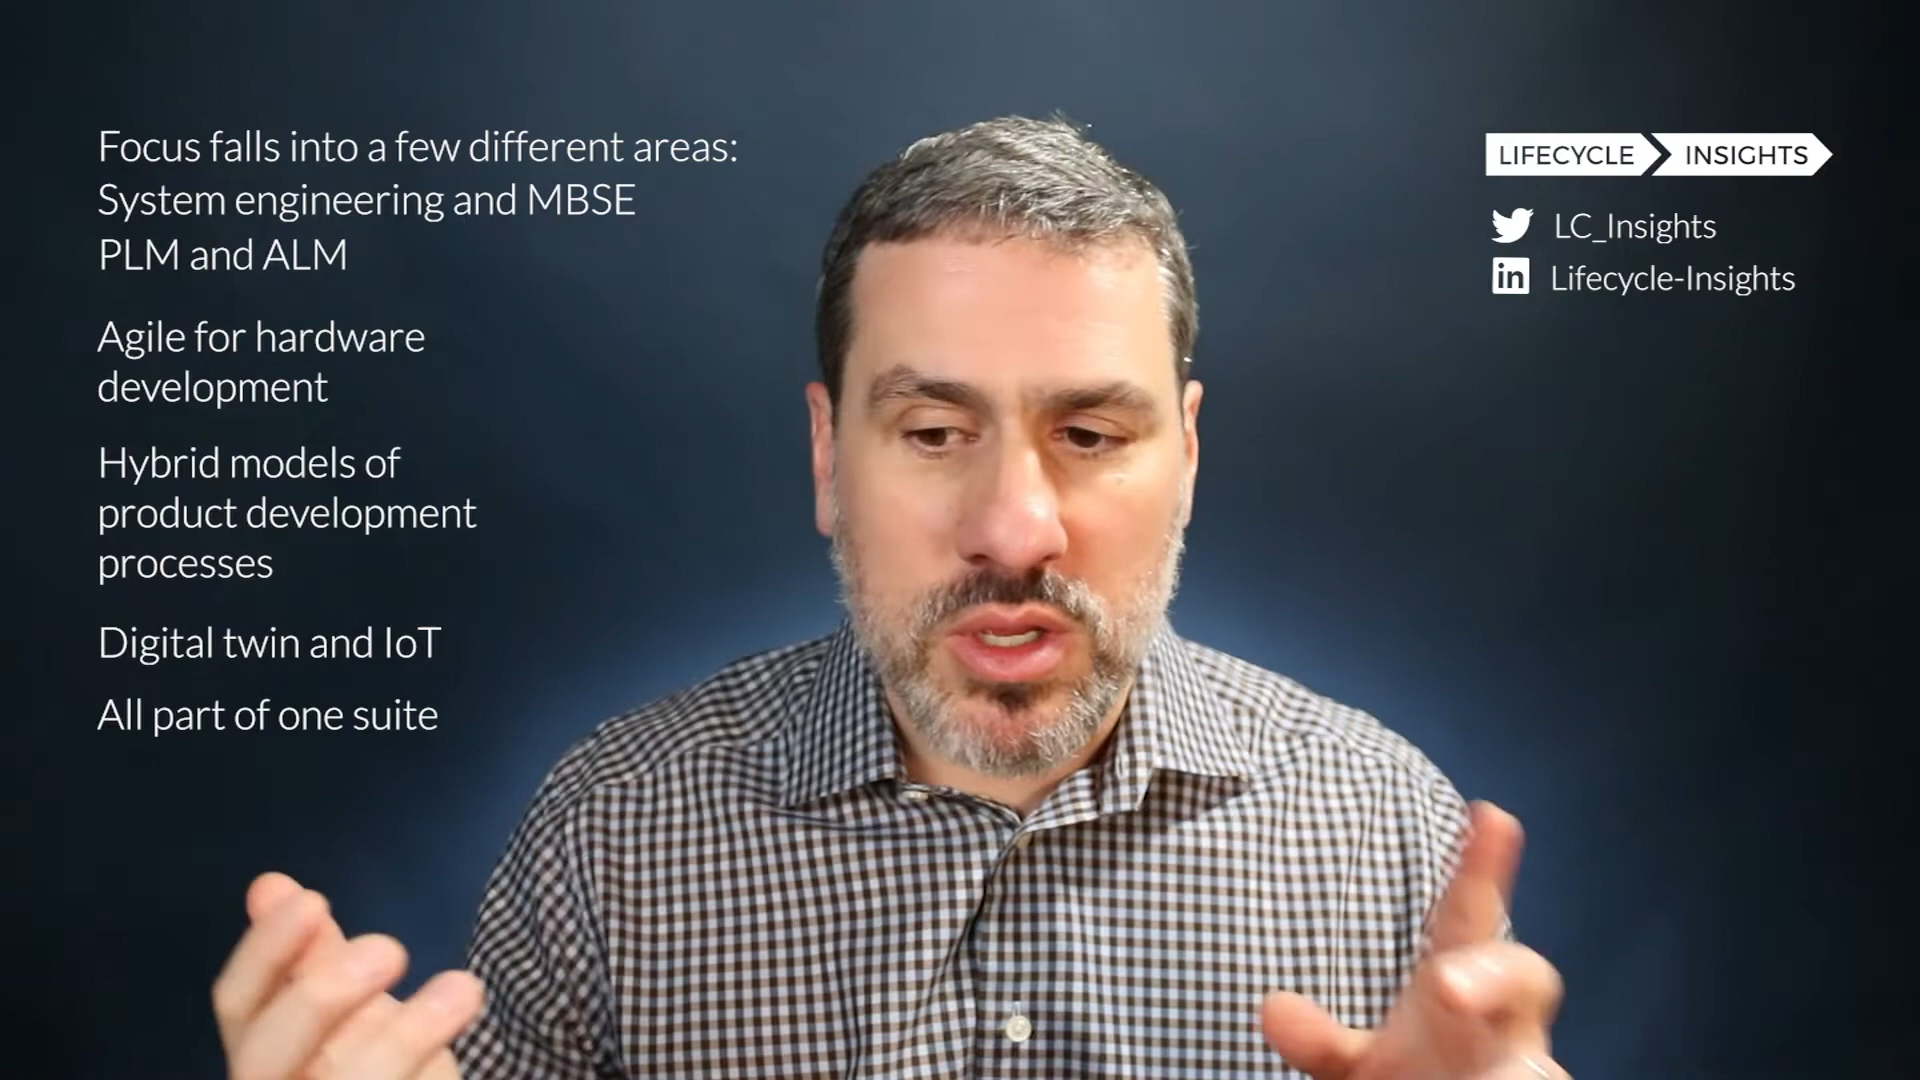 Focus falls into a few different areas:
System engineering and MBSE
PLM and ALM
Agile for hardware
development
Hybrid models of
product development
processes
Digital twin and IoT
All part of one suite
LIFECYCLE INSIGHTS
LC_Insights
in Lifecycle-Insights